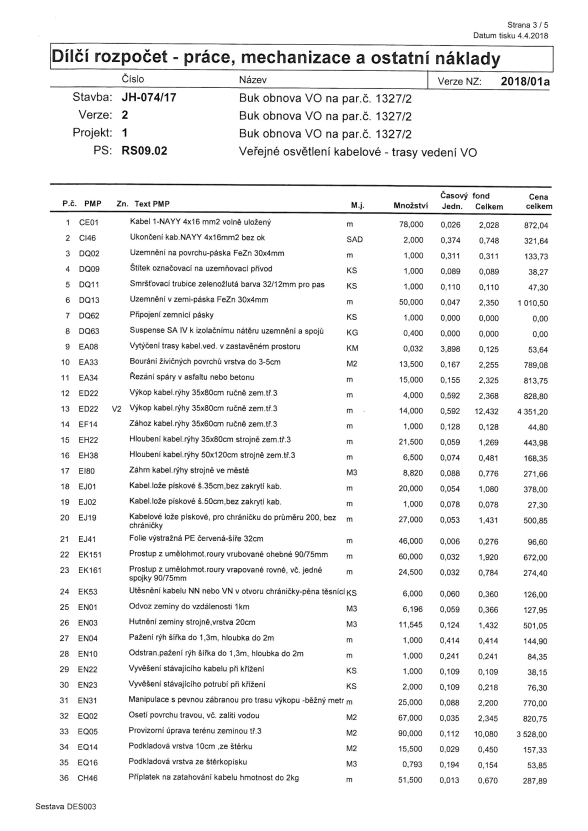 Strana 3 / 5
Datum tisku 4.4.2018
Dílčí rozpočet - práce, mechanizace a ostatní náklady
Číslo Název Verze NZ: 2018/01a
Stavba: JH-074/17 Buk obnova VO na par.č. 1327/2
Verze: 2 Buk obnova VO na par.č. 1327/2
Projekt: 1 Buk obnova VO na par.č. 1327/2
PS: RS09.02 Veřejné osvětlení kabelové - trasy vedení VO
Časový fond Cena
P.č. PMP Zn. Text PMP M.j. Množství Jedn. Celkem celkem
1 CE01 Kabel 1-NAYY 4x16 mm2 volně uložený m 78,000 0,026 2,028 872,04
2 CI46 Ukončení kab.NAYY 4x16mm2 bez ok SAD 2,000 0,374 0,748 321,64
3 DQ02 Uzemnění na povrchu-páska FeZn 30x4mm m 1,000 0,311 0,311 133,73
4 DQ09 Štítek označovací na uzemňovací přívod KS 1,000 0,089 0,089 38,27
5 DQ11 Smršťovací trubice zelenožlutá barva 32/12mm pro pas KS 1,000 0,110 0,110 47,30
6 DQ13 Uzemnění v zemi-páska FeZn 30x4mm m 50,000 0,047 2,350 1 010,50
7 DQ62 Připojení zemnící pásky KS 1,000 0,000 0,000 0,00
8 DQ63 Suspense SA IV k izolačnímu nátěru uzemnění a spojů KG 0,400 0,000 0,000 0,00
9 EA08 Vytýčení trasy kabel.ved. v zastavěném prostoru KM 0,032 3,898 0,125 53,64
10 EA33 Bourání živičných povrchů vrstva do 3-5cm M2 13,500 0,167 2,255 789,08
11 EA34 Řezání spáry v asfaltu nebo betonu m 15,000 0,155 2,325 813,75
12 ED22 Výkop kabel.rýhy 35x80cm ručně zem.tř.3 m 4,000 0,592 2,368 828,80
13 ED22 V2 Výkop kabel.rýhy 35x80cm ručně zem.tř.3 m 14,000 0,592 12,432 4 351,20
14 EF14 Zához kabel.rýhy 35x60cm ručně zem.tř.3 m 1,000 0,128 0,128 44,80
15 EH22 Hloubení kabel.rýhy 35x80cm strojně zem.tř.3 m 21,500 0,059 1,269 443,98
16 EH38 Hloubení kabel.rýhy 50x120cm strojně zem.tř.3 m 6,500 0,074 0,481 168,35
17 EI80 Záhrn kabel.rýhy strojně ve městě M3 8,820 0,088 0,776 271,66
18 EJ01 Kabel.lože pískové š.35cm,bez zakrytí kab. m 20,000 0,054 1,080 378,00
19 EJ02 Kabel.lože pískové š.50cm,bez zakrytí kab. m 1,000 0,078 0,078 27,30
20 EJ19 Kabelové lože pískové, pro chráničku do průměru 200, bez m 27,000 0,053 1,431 500,85
chráničky
21 EJ41 Folie výstražná PE červená-šíře 32cm m 46,000 0,006 0,276 96,60
22 EK151 Prostup z umělohmot.roury vrubované ohebné 90/75mm m 60,000 0,032 1,920 672,00
23 EK161 Prostup z umělohmot.roury vrapované rovné, vč. jedné m 24,500 0,032 0,784 274,40
spojky 90/75mm
24 EK53 Utěsnění kabelu NN nebo VN v otvoru chráničky-pěna těsnící KS 6,000 0,060 0,360 126,00
25 EN01 Odvoz zeminy do vzdálenosti 1km M3 6,196 0,059 0,366 127,95
26 EN03 Hutnění zeminy strojně,vrstva 20cm M3 11,545 0,124 1,432 501,05
27 EN04 Pažení rýh šířka do 1,3m, hloubka do 2m m 1,000 0,414 0,414 144,90
28 EN10 Odstran.pažení rýh šířka do 1,3m, hloubka do 2m m 1,000 0,241 0,241 84,35
29 EN22 Vyvěšení stávajícího kabelu při křížení KS 1,000 0,109 0,109 38,15
30 EN23 Vyvěšení stávajícího potrubí při křížení KS 2,000 0,109 0,218 76,30
31 EN31 Manipulace s pevnou zábranou pro trasu výkopu -běžný metr m 25,000 0,088 2,200 770,00
32 EQ02 Osetí povrchu travou, vč. zalití vodou M2 67,000 0,035 2,345 820,75
33 EQ05 Provizorní úprava terénu zeminou tř.3 M2 90,000 0,112 10,080 3 528,00
34 EQ14 Podkladová vrstva 10cm ,ze štěrku M2 15,500 0,029 0,450 157,33
35 EQ16 Podkladová vrstva ze štěrkopísku M3 0,793 0,194 0,154 53,85
36 CH46 Příplatek na zatahování kabelu hmotnost do 2kg m 51,500 0,013 0,670 287,89
Sestava DES003